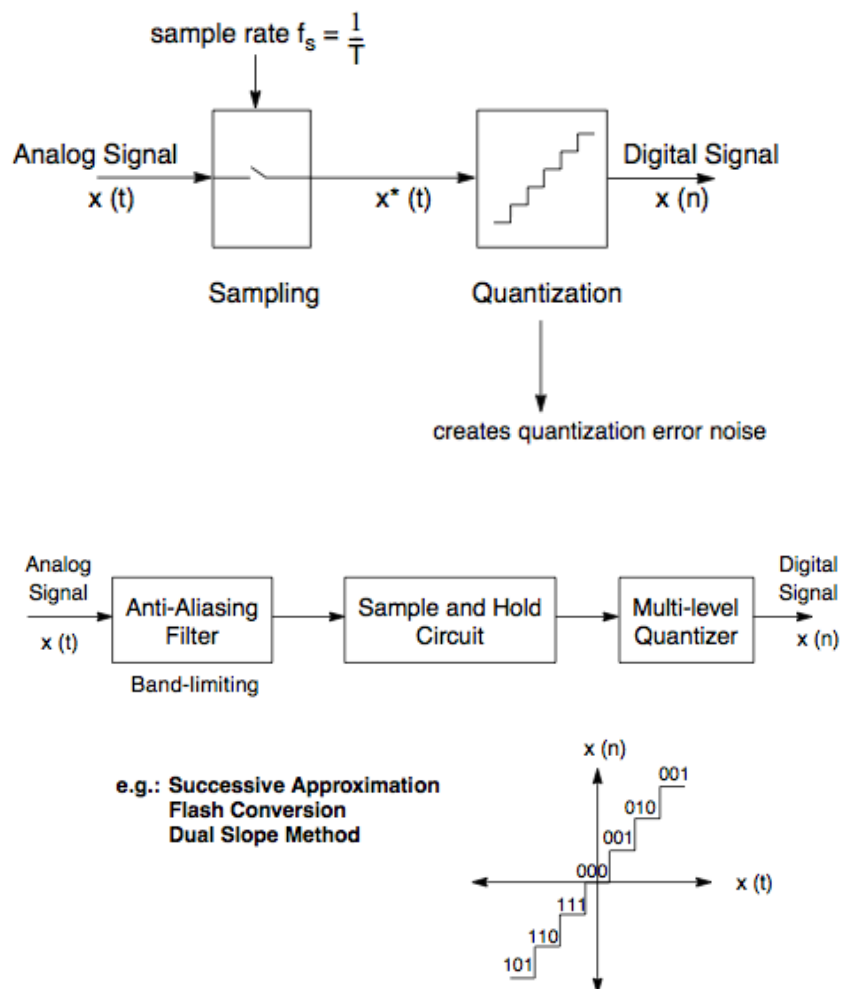 sample rate fs = 1/T
Analog Signal
x (t)
x* (t)
Digital Signal
x (n)
Sampling
Quantization
creates quantization error noise
Analog
Signal
x (t)
Anti-Aliasing
Filter
Band-limiting
Sample and Hold
Circuit
Multi-level
Quantizer
Digital
Signal
x (n)
e.g.: Successive Approximation
Flash Conversion
Dual Slope Method
x (n)
001
010
001
000
x (t)
111
110
101